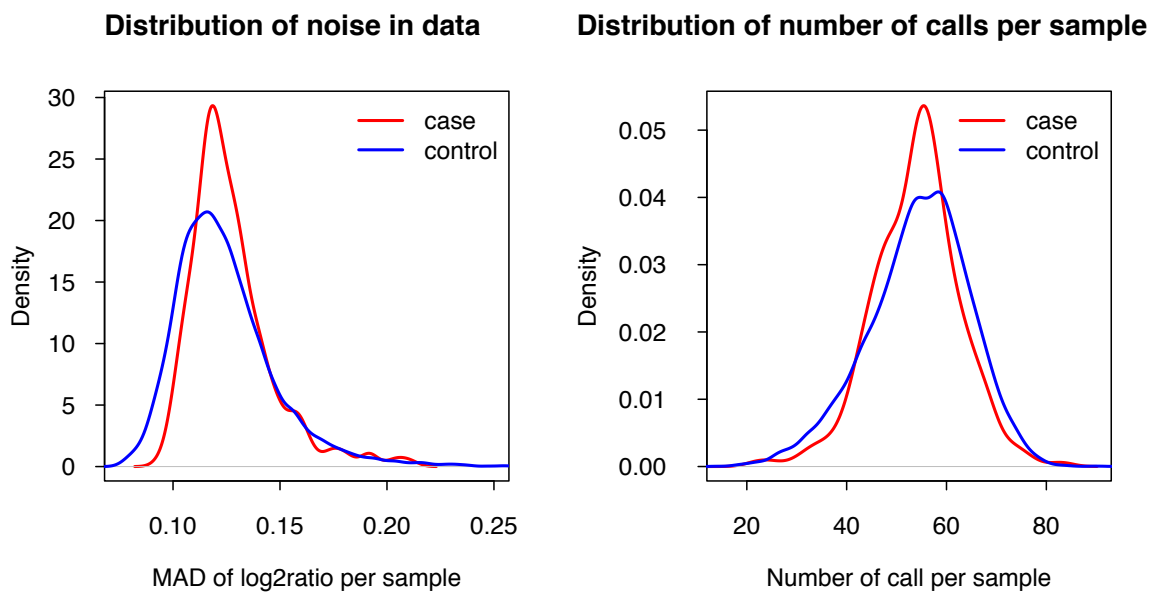 Distribution of noise in data
30
25
20
15
10
5
0
Density
case
control
0.10 0.15 0.20 0.25
MAD of log2ratio per sample
Distribution of number of calls per sample
0.05
0.04
0.03
0.02
0.01
0.00
Density
case
control
20 40 60 80
Number of call per sample